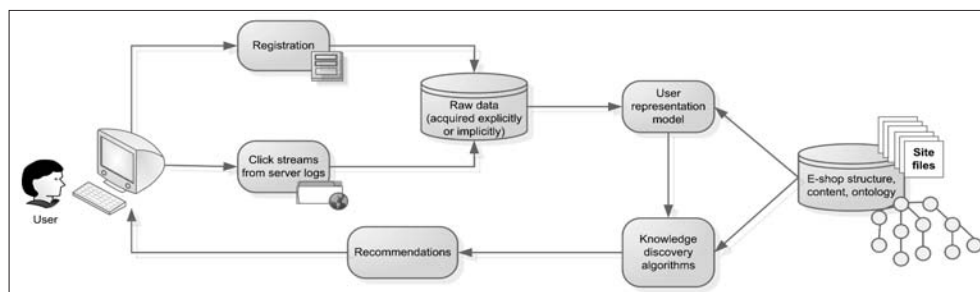 Registration
Raw data
(acquired explicitly
or implicitly)
User
representation
model
Click streams
from server logs
Site
files
E-shop structure,
content, ontology
User
Recommendations
Knowledge
discovery
algorithms